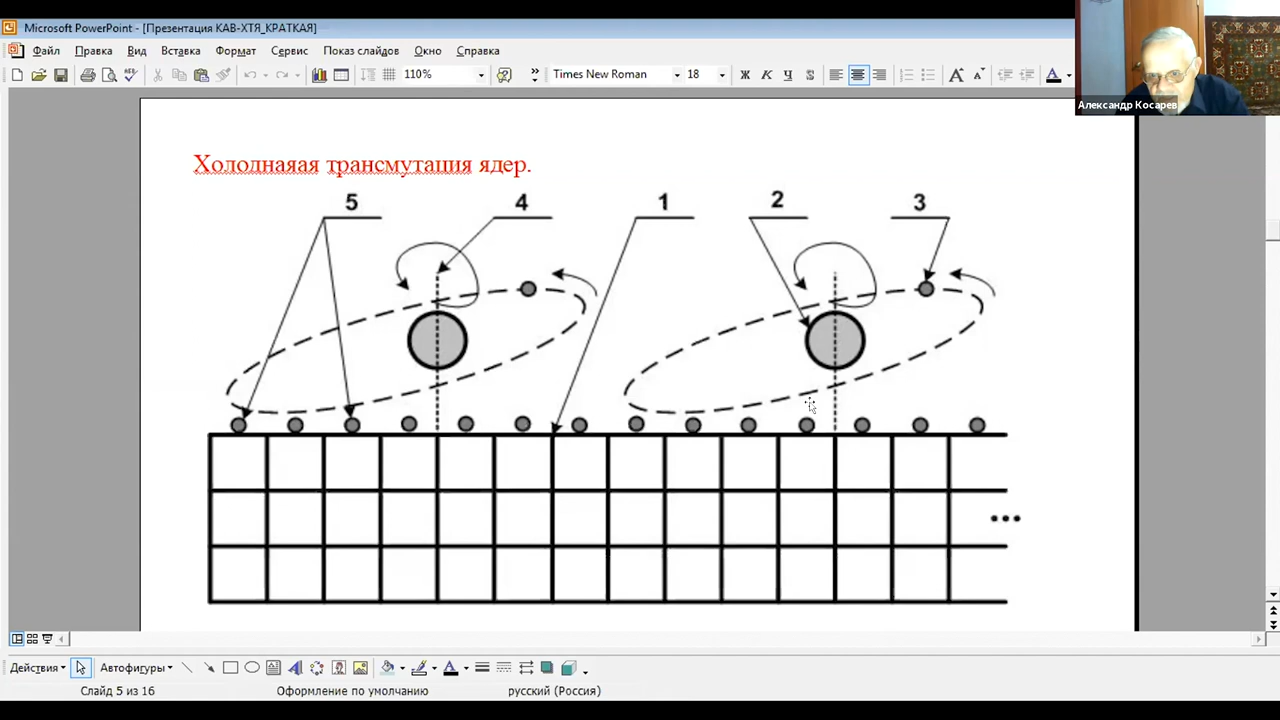 Microsoft PowerPoint - [Презентация КАВ-ХТЯ_КРАТКАЯ]
Файл Правка Вид Вставка Формат Сервис Показ слайдов Окно Справка
110% Times New Roman 18 Ж К Ч S
Александр Косарев
Холоднаяая трансмутация ядер.
5 4 1 2 3
...
Действия Автофигуры
Слайд 5 из 16 Оформление по умолчанию русский (Россия)